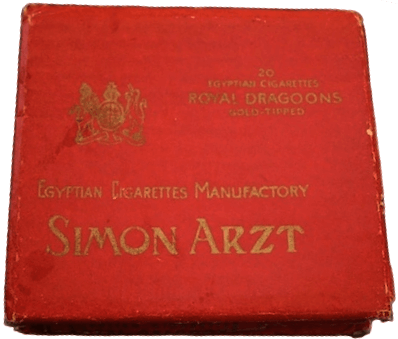 20
EGYPTIAN CIGARETTES
ROYAL DRAGOONS
GOLD-TIPPED
EGYPTIAN CIGARETTES MANUFACTORY
SIMON ARZT